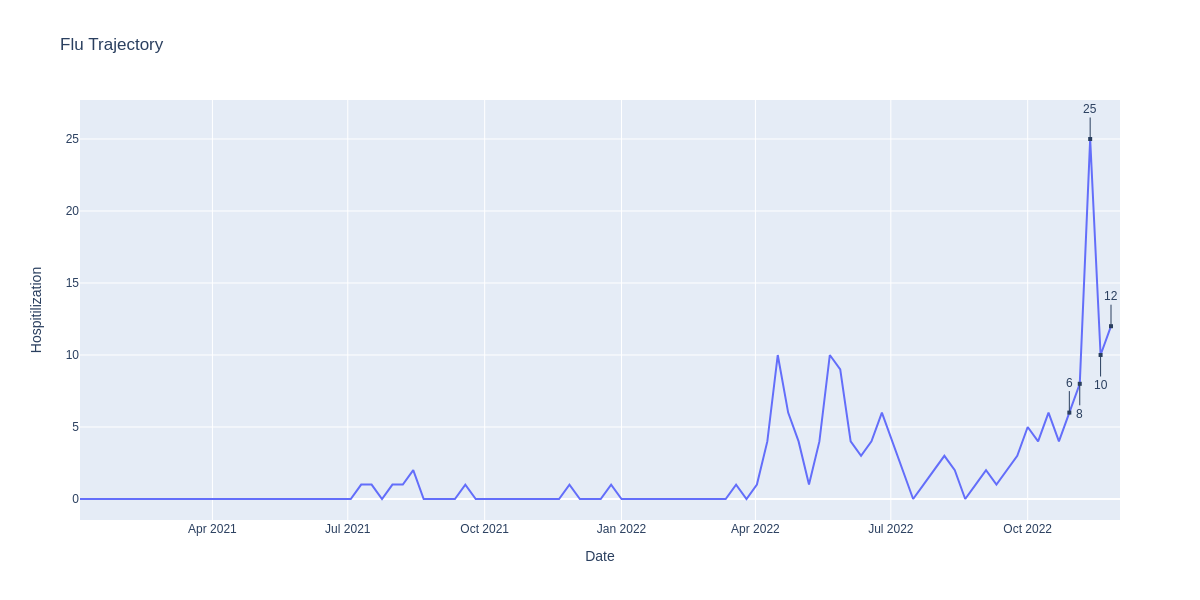 Flu Trajectory
Hospitilization
25
20
15
10
5
0
25
12
6
10
8
Apr 2021
Jul 2021
Oct 2021
Jan 2022
Apr 2022
Jul 2022
Oct 2022
Date